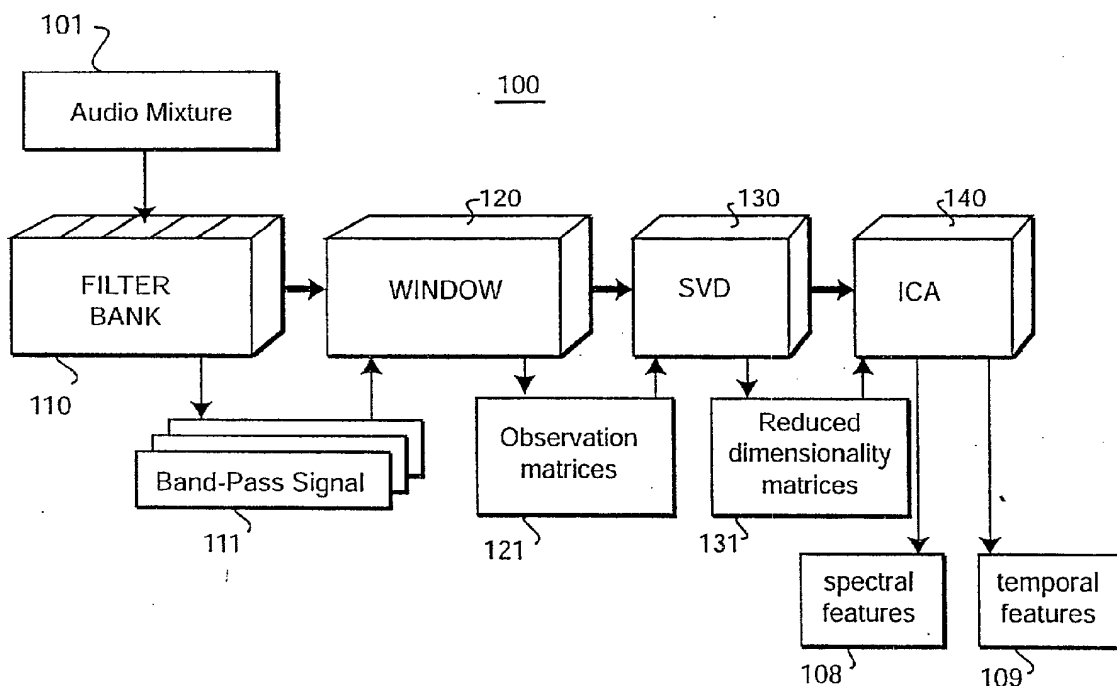 101
Audio Mixture
100
120
130
140
FILTER
BANK
WINDOW
SVD
ICA
110
Band-Pass Signal
111
Observation
matrices
121
Reduced
dimensionality
matrices
131
spectral
features
108
temporal
features
109